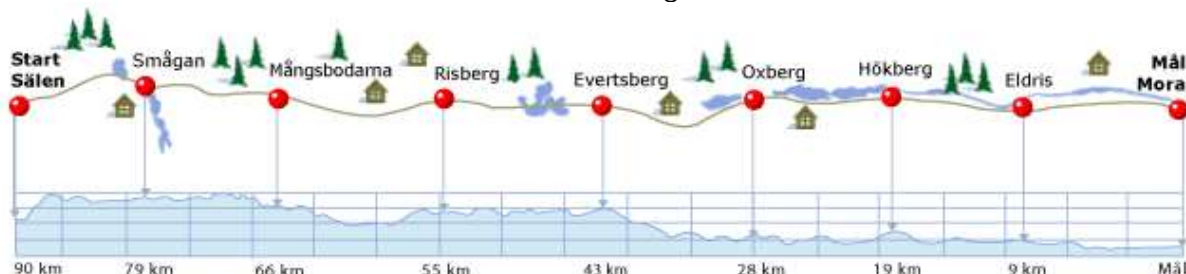 Start
Sälen
Smågan
Mångsbodarna
Risberg
Evertsberg
Oxberg
Hökberg
Eldris
Mål
Mora
90 km
79 km
66 km
55 km
43 km
28 km
19 km
9 km
Mål